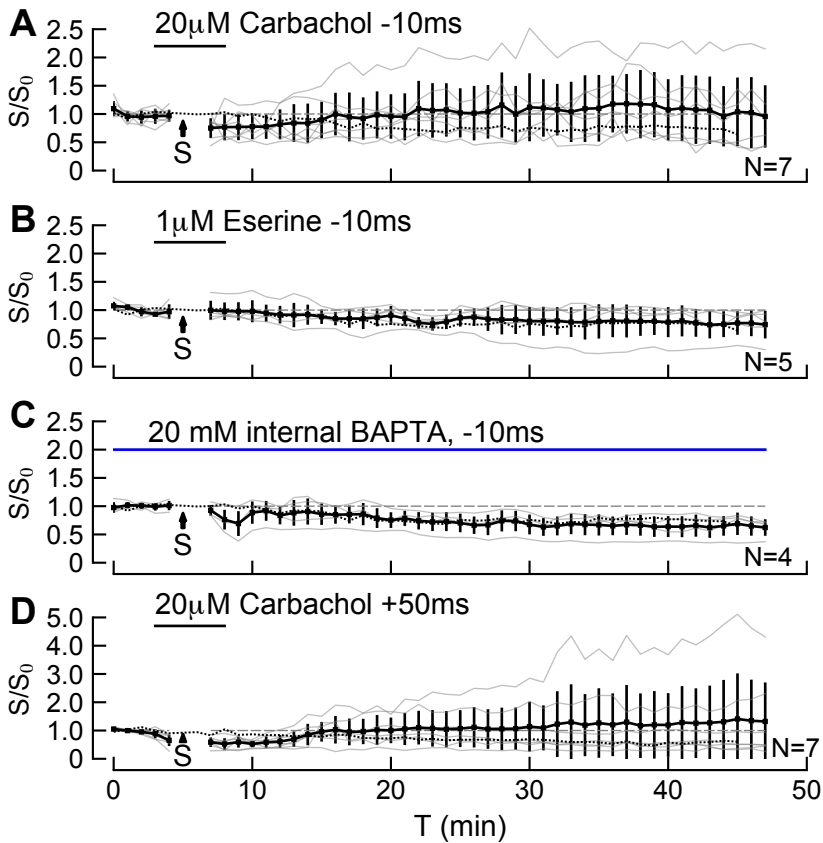 A
20μM Carbachol -10ms
S/S0
2.5
2.0
1.5
1.0
0.5
0
S
N=7
B
1μM Eserine -10ms
S/S0
2.5
2.0
1.5
1.0
0.5
0
S
N=5
C
20 mM internal BAPTA, -10ms
S/S0
2.5
2.0
1.5
1.0
0.5
0
S
N=4
D
20μM Carbachol +50ms
S/S0
5.0
4.0
3.0
2.0
1.0
0
S
N=7
0 10 20 30 40 50
T (min)